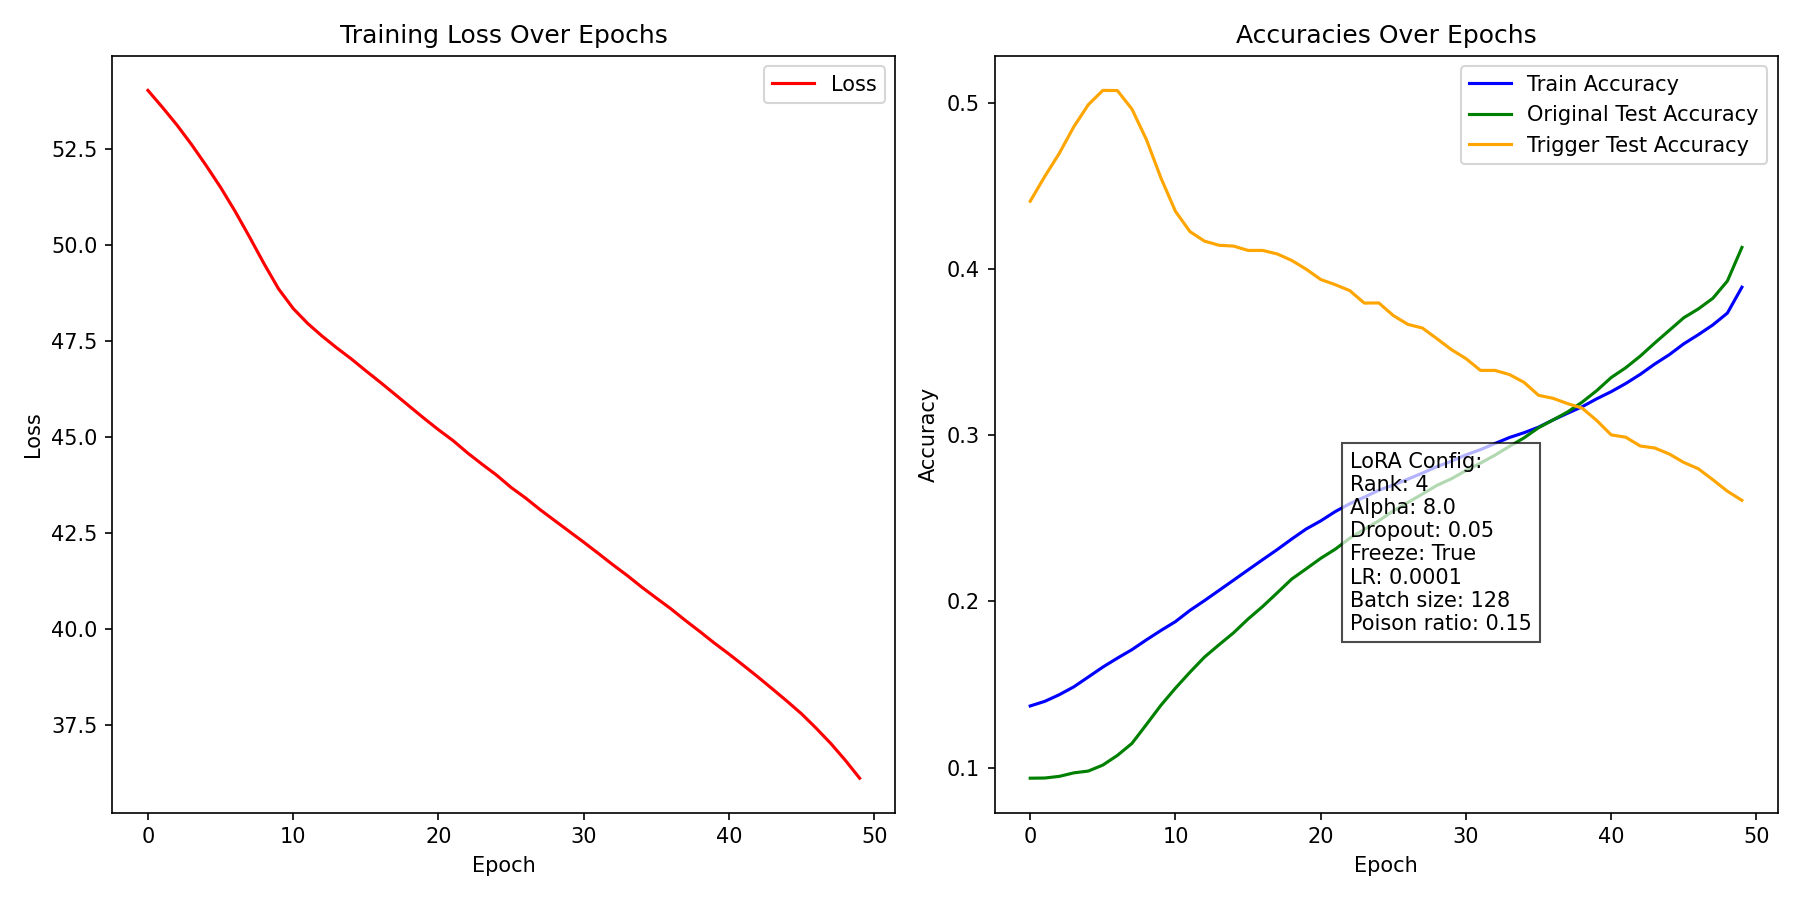 Training Loss Over Epochs
Loss
52.5
50.0
47.5
45.0
42.5
40.0
37.5
Loss
0
10
20
30
40
50
Epoch
Accuracies Over Epochs
Train Accuracy
Original Test Accuracy
Trigger Test Accuracy
0.5
0.4
0.3
0.2
0.1
Accuracy
LoRA Config:
Rank: 4
Alpha: 8.0
Dropout: 0.05
Freeze: True
LR: 0.0001
Batch size: 128
Poison ratio: 0.15
0
10
20
30
40
50
Epoch